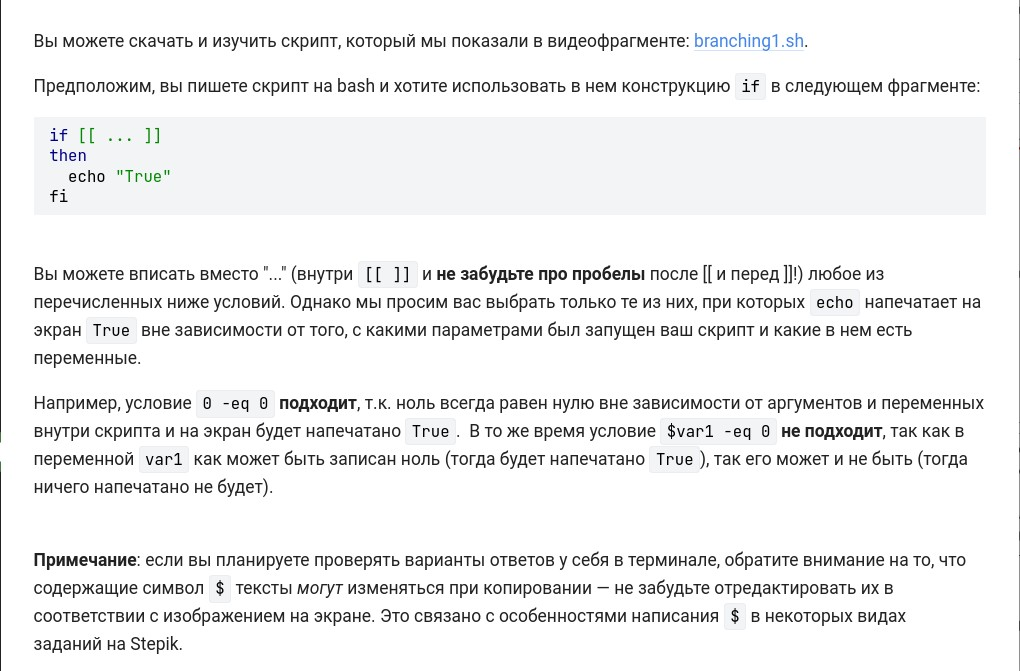 Вы можете скачать и изучить скрипт, который мы показали в видеофрагменте: branching1.sh.
Предположим, вы пишете скрипт на bash и хотите использовать в нем конструкцию if в следующем фрагменте:
if [[ ... ]]
then
  echo "True"
fi
Вы можете вписать вместо "..." (внутри [[ ]] и не забудьте про пробелы после [[ и перед ]]!) любое из
перечисленных ниже условий. Однако мы просим вас выбрать только те из них, при которых echo напечатает на
экран True вне зависимости от того, с какими параметрами был запущен ваш скрипт и какие в нем есть
переменные.
Например, условие 0 -eq 0 подходит, т.к. ноль всегда равен нулю вне зависимости от аргументов и переменных
внутри скрипта и на экран будет напечатано True. В то же время условие $var1 -eq 0 не подходит, так как в
переменной var1 как может быть записан ноль (тогда будет напечатано True), так его может и не быть (тогда
ничего напечатано не будет).
Примечание: если вы планируете проверять варианты ответов у себя в терминале, обратите внимание на то, что
содержащие символ $ тексты могут изменяться при копировании — не забудьте отредактировать их в
соответствии с изображением на экране. Это связано с особенностями написания $ в некоторых видах
заданий на Stepik.